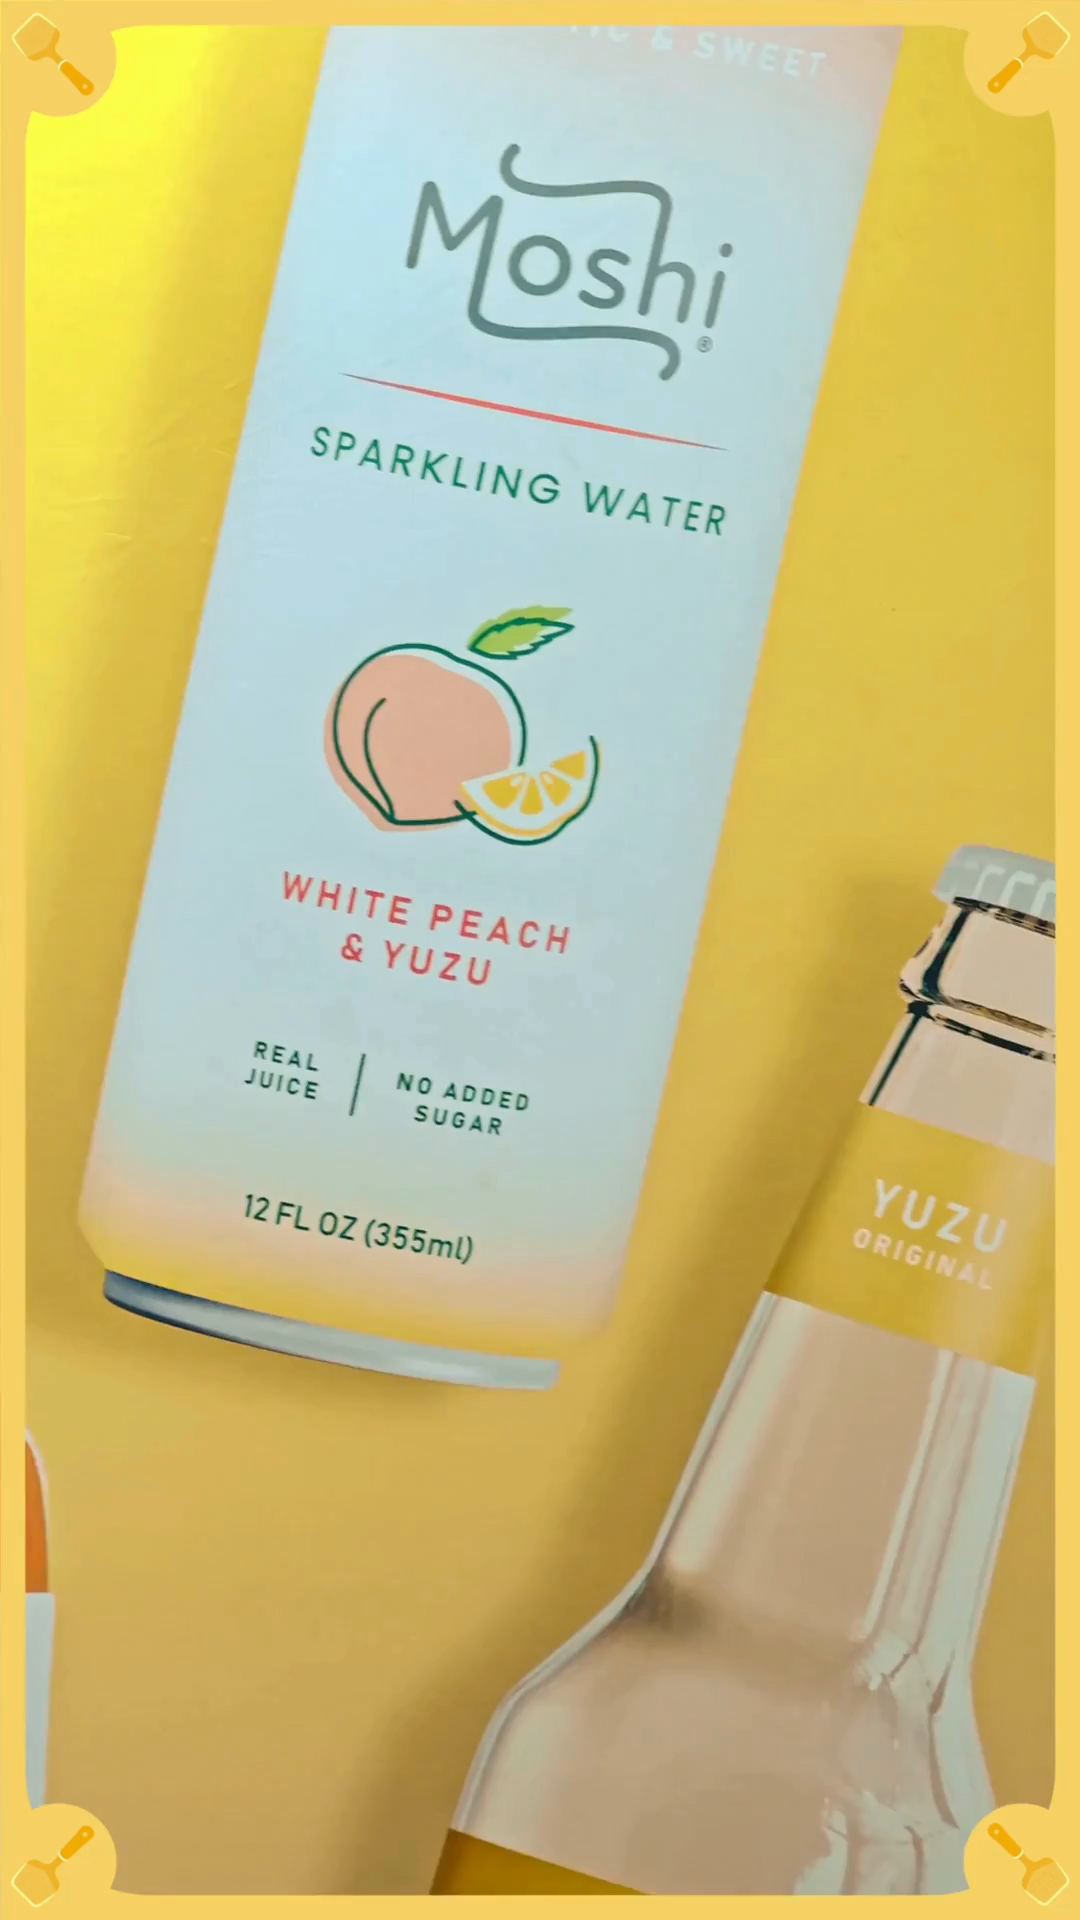 & SWEET
Moshi®
SPARKLING WATER
WHITE PEACH
& YUZU
REAL
JUICE
NO ADDED
SUGAR
12 FL OZ (355ml)
YUZU
ORIGINAL